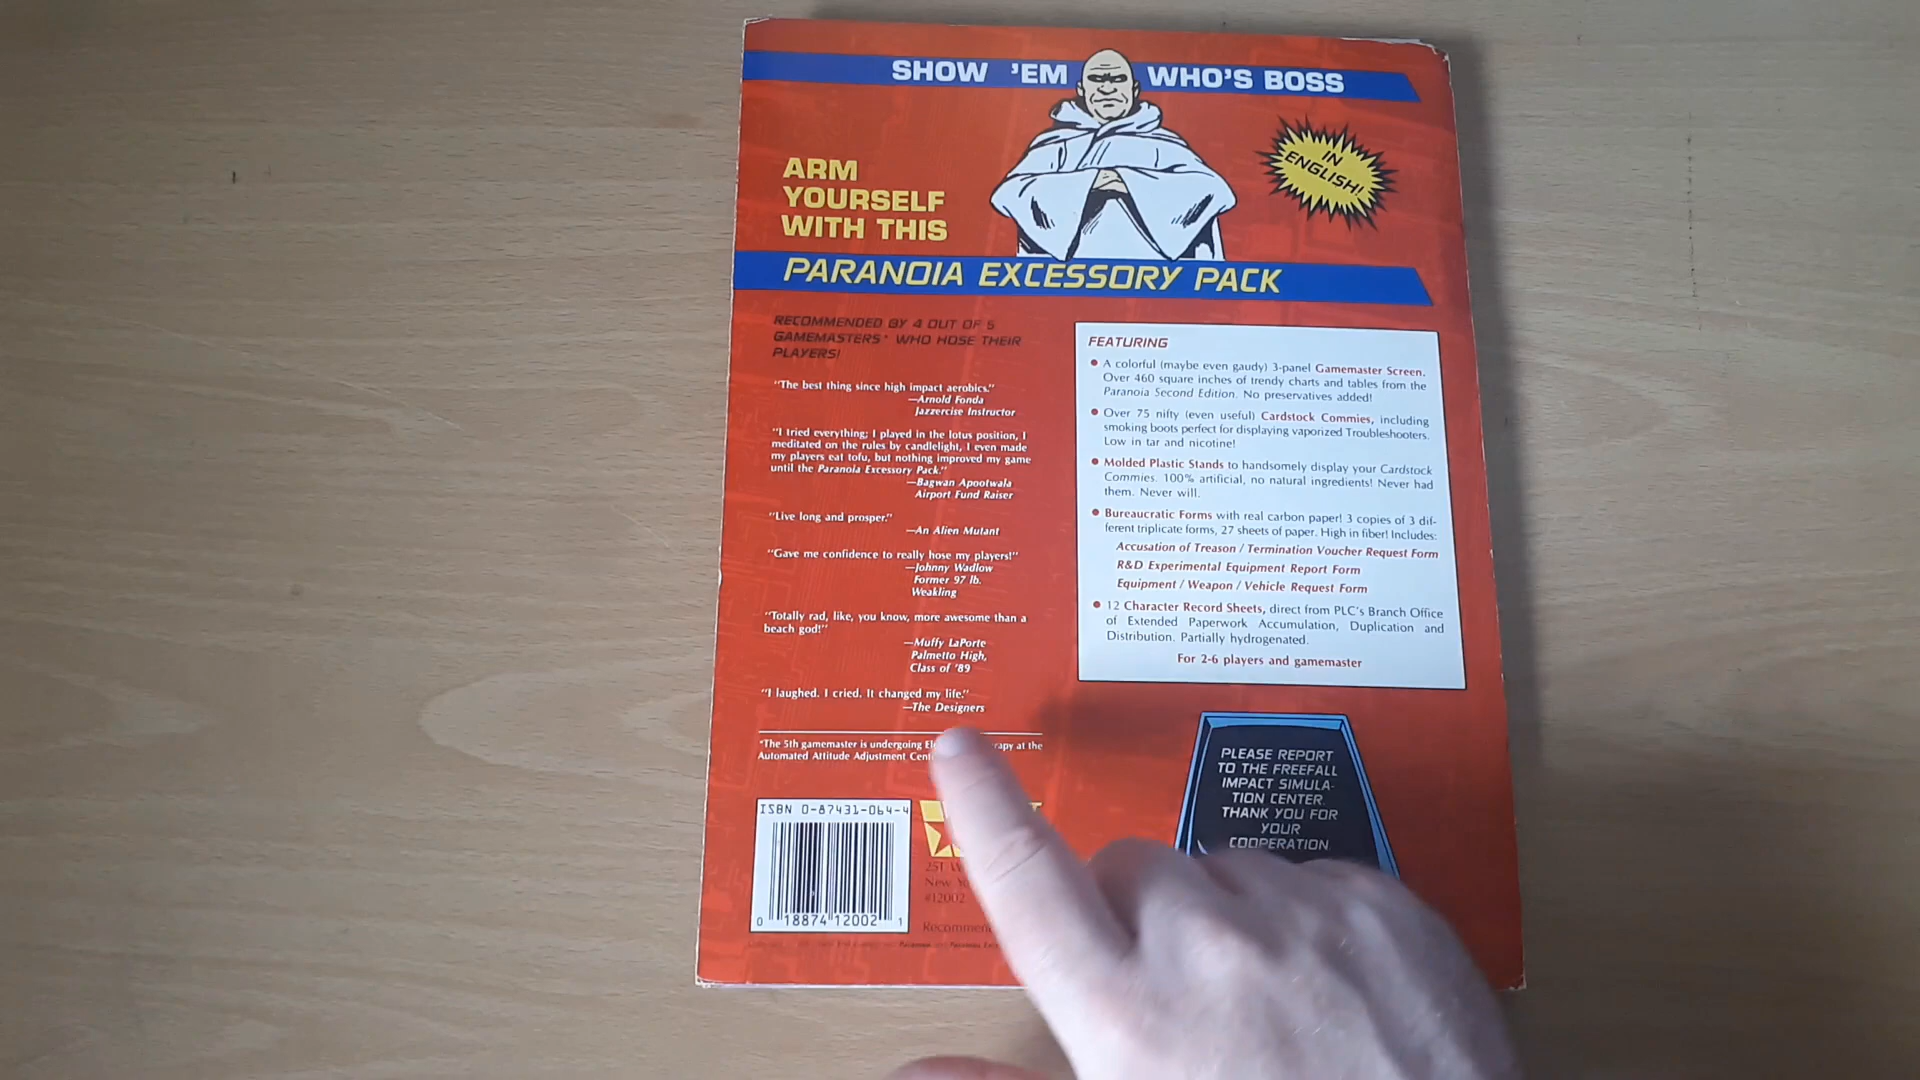 SHOW 'EM WHO'S BOSS
IN
ENGLISH!
ARM
YOURSELF
WITH THIS
PARANOIA EXCESSORY PACK
RECOMMENDED BY 4 OUT OF 5
GAMEMASTERS* WHO HOSE THEIR
PLAYERS!
"The best thing since high impact aerobics."
—Arnold Fonda
Jazzercise Instructor
"I tried everything; I played in the lotus position, I
meditated on the rules by candlelight, I even made
my players eat tofu, but nothing improved my game
until the Paranoia Excessory Pack."
—Bagwan Apootwala
Airport Fund Raiser
"Live long and prosper."
—An Alien Mutant
"Gave me confidence to really hose my players!"
—Johnny Wadlow
Former 97 lb.
Weakling
"Totally rad, like, you know, more awesome than a
beach god!"
—Muffy LaPorte
Palmetto High,
Class of '89
"I laughed. I cried. It changed my life."
—The Designers
*The 5th gamemaster is undergoing at the
Automated Attitude Adjustment
FEATURING
• A colorful (maybe even gaudy) 3-panel Gamemaster Screen.
Over 460 square inches of trendy charts and tables from the
Paranoia Second Edition. No preservatives added!
• Over 75 nifty (even useful) Cardstock Commies, including
smoking boots perfect for displaying vaporized Troubleshooters.
Low in tar and nicotine!
• Molded Plastic Stands to handsomely display your Cardstock
Commies. 100% artificial, no natural ingredients! Never had
them. Never will.
• Bureaucratic Forms with real carbon paper! 3 copies of 3 dif-
ferent triplicate forms, 27 sheets of paper. High in fiber! Includes:
Accusation of Treason / Termination Voucher Request Form
R&D Experimental Equipment Report Form
Equipment / Weapon / Vehicle Request Form
• 12 Character Record Sheets, direct from PLC's Branch Office
of Extended Paperwork Accumulation, Duplication and
Distribution. Partially hydrogenated.
For 2-6 players and gamemaster
PLEASE REPORT
TO THE FREEFALL
IMPACT SIMULA-
TION CENTER.
THANK YOU FOR
YOUR
COOPERATION
ISBN 0-87431-064-4
0 18874 12002 1
251
New
#12002